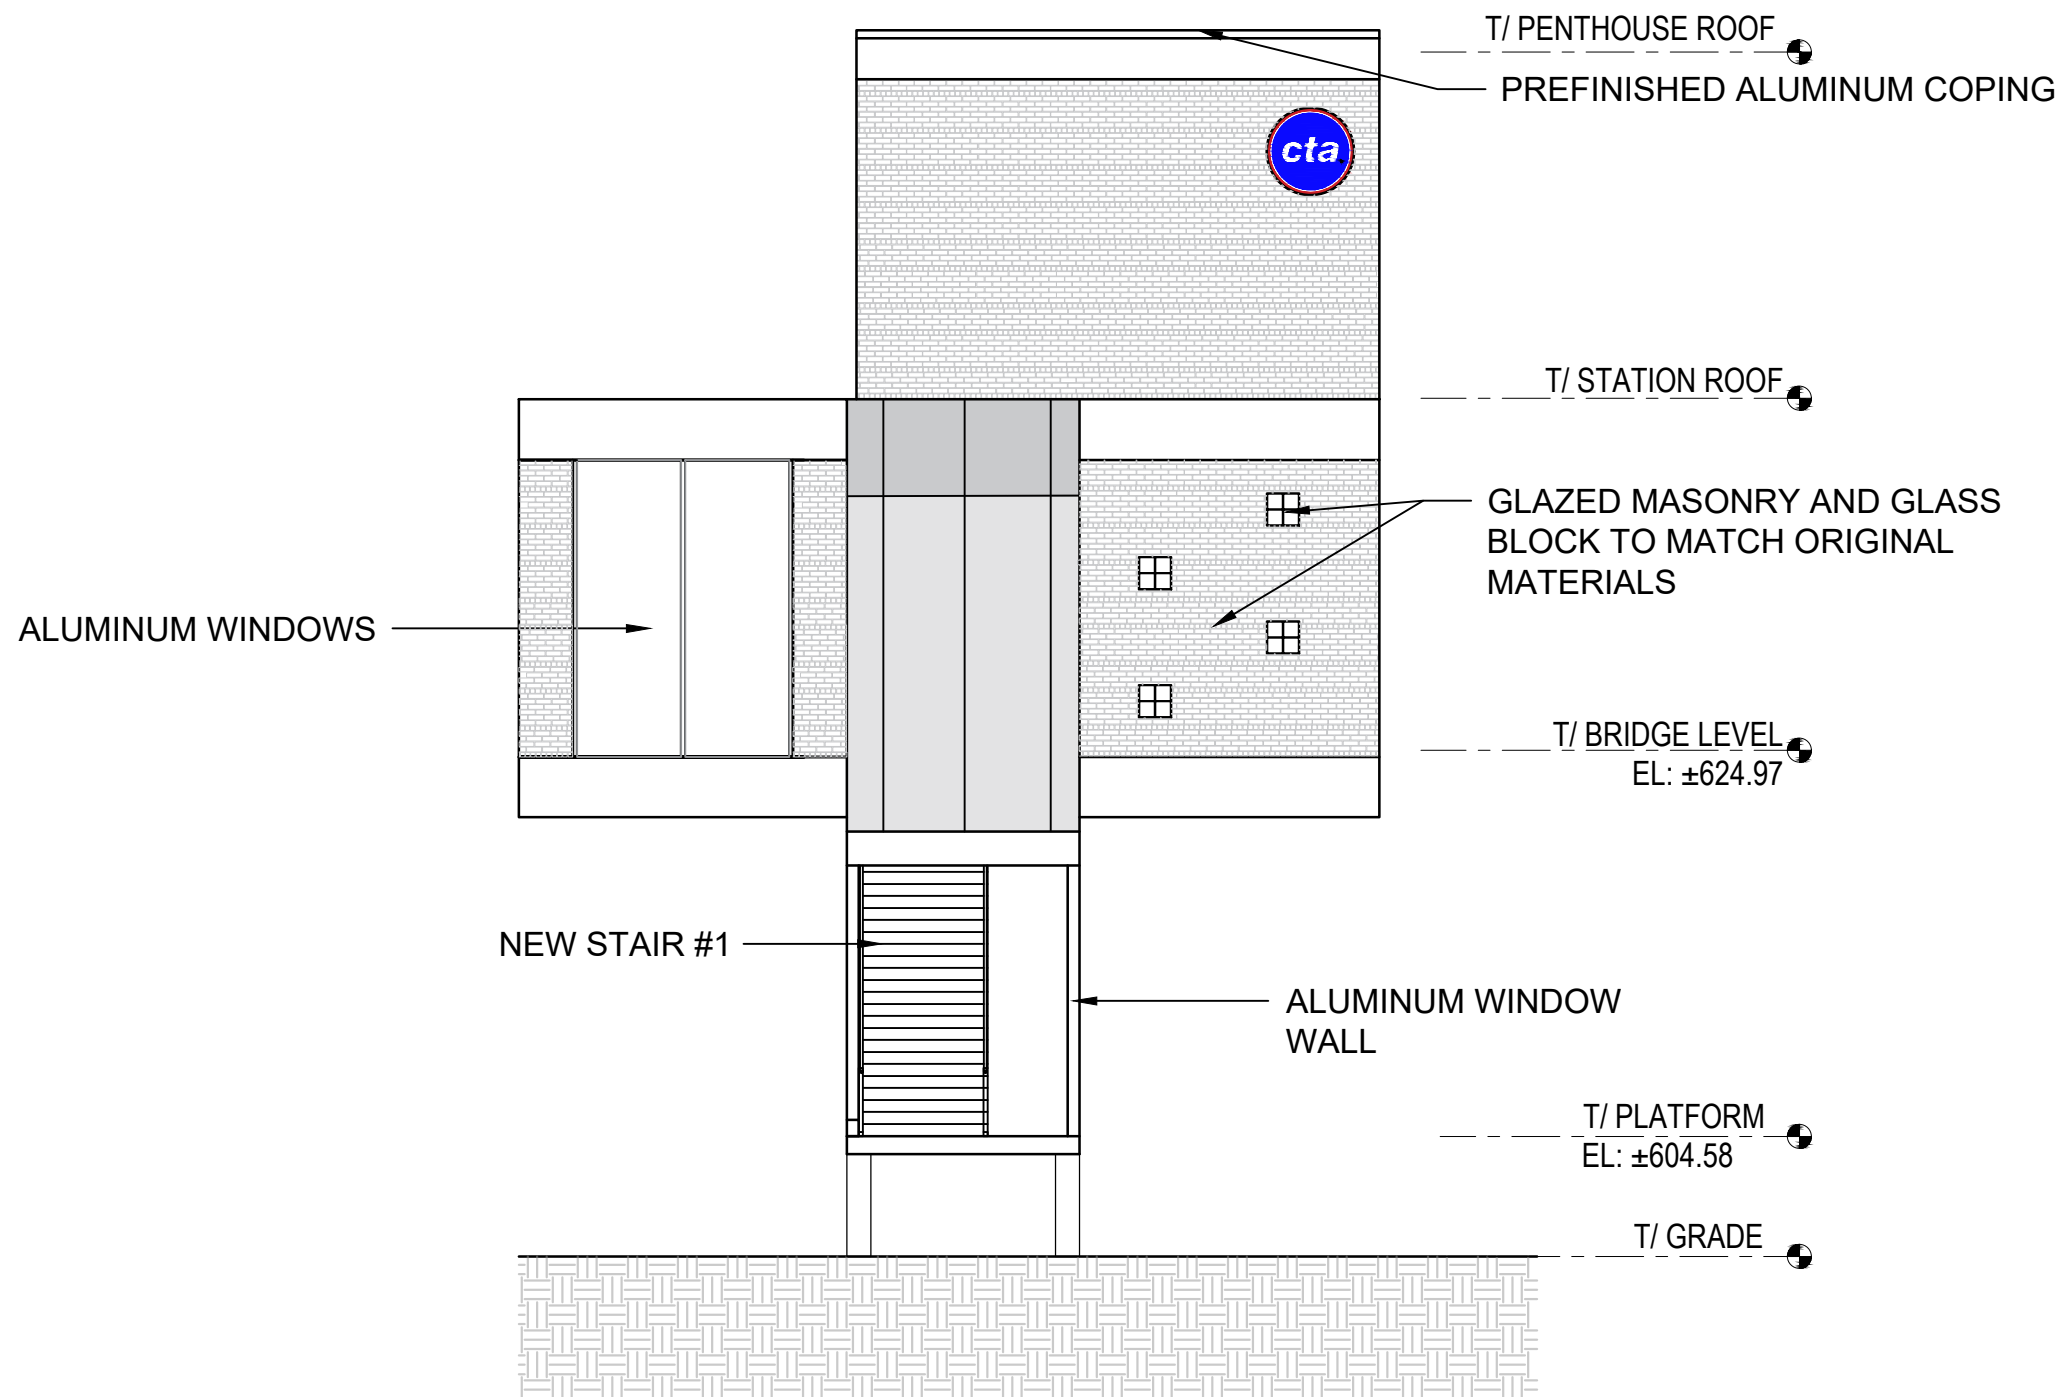 T/ PENTHOUSE ROOF
PREFINISHED ALUMINUM COPING
cta
T/ STATION ROOF
GLAZED MASONRY AND GLASS
BLOCK TO MATCH ORIGINAL
MATERIALS
ALUMINUM WINDOWS
T/ BRIDGE LEVEL
EL: ±624.97
NEW STAIR #1
ALUMINUM WINDOW
WALL
T/ PLATFORM
EL: ±604.58
T/ GRADE